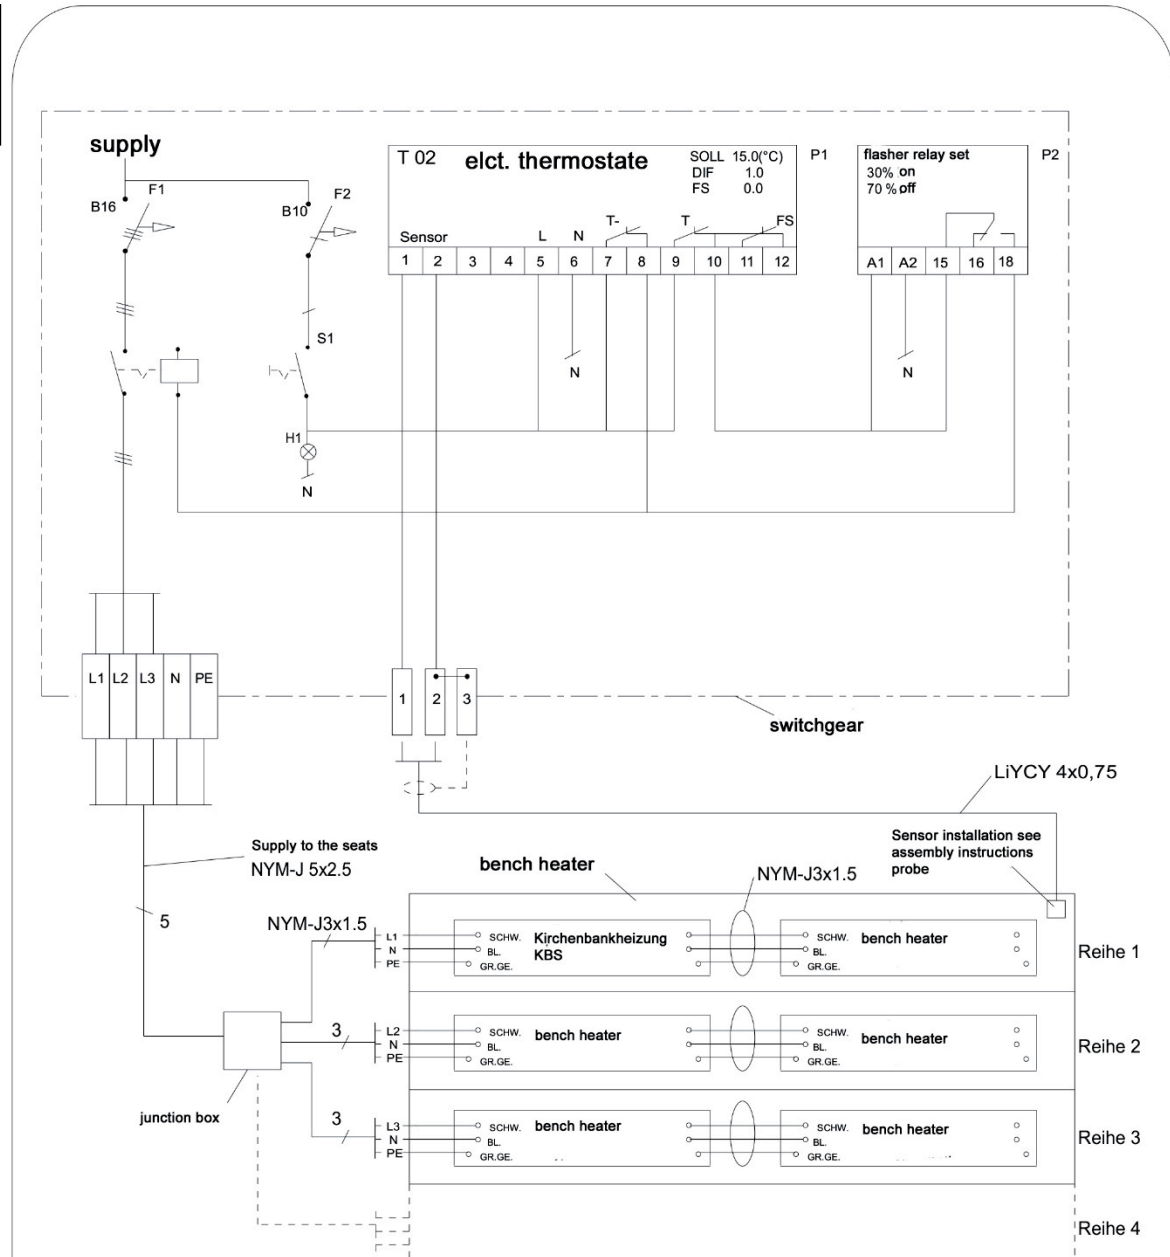 supply
F1
B16
F2
B10
S1
H1
N
T 02 elct. thermostate
SOLL 15.0(°C)
DIF 1.0
FS 0.0
P1
T- T FS
Sensor L N
1 2 3 4 5 6 7 8 9 10 11 12
N
flasher relay set
30% on
70 % off
P2
A1 A2 15 16 18
N
L1 L2 L3 N PE
1 2 3
switchgear
LiYCY 4x0,75
Sensor installation see
assembly instructions
probe
Supply to the seats
NYM-J 5x2.5
bench heater
NYM-J3x1.5
5
NYM-J3x1.5
L1 SCHW. Kirchenbankheizung SCHW. bench heater
N BL. KBS BL.
PE GR.GE. GR.GE.
Reihe 1
3
L2 SCHW. bench heater SCHW. bench heater
N BL. BL.
PE GR.GE. GR.GE.
Reihe 2
junction box
3
L3 SCHW. bench heater SCHW. bench heater
N BL. BL.
PE GR.GE. GR.GE.
Reihe 3
Reihe 4